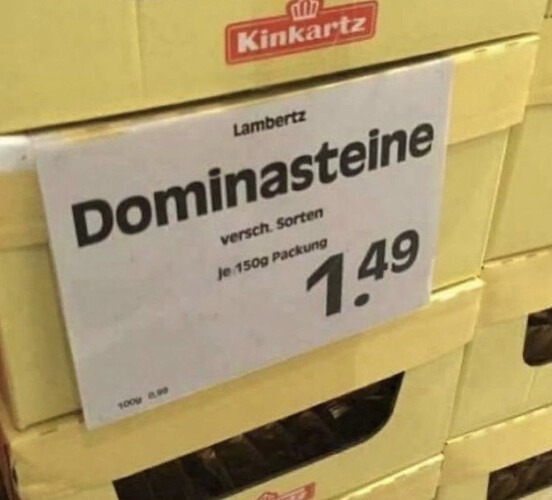 Kinkartz
Lambertz
Dominasteine
versch. Sorten
je 150g Packung
1.49
100g 0,99